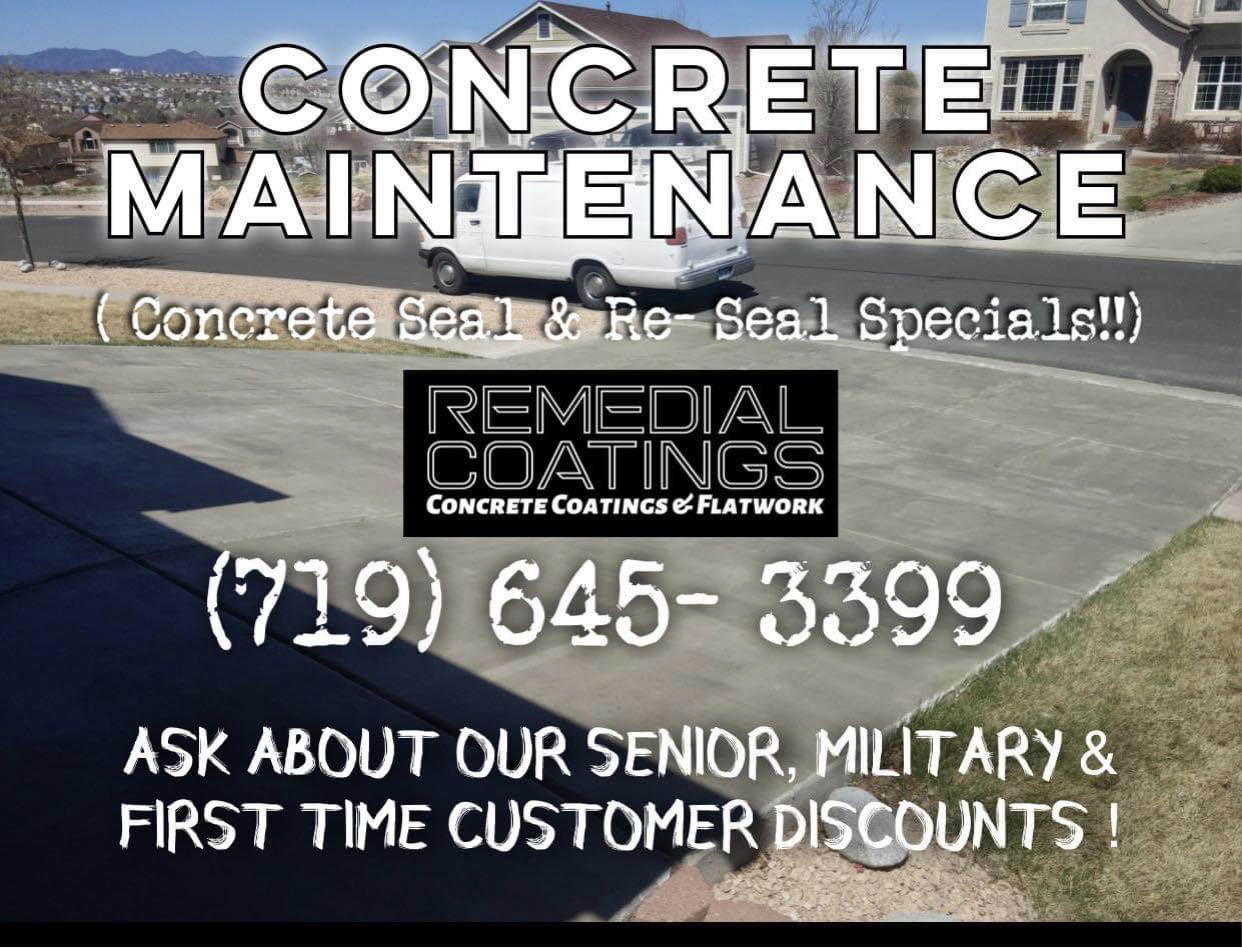 CONCRETE
MAINTENANCE
( Concrete Seal & Re- Seal Specials!!)
REMEDIAL
COATINGS
CONCRETE COATINGS & FLATWORK
(719) 645- 3399
ASK ABOUT OUR SENIOR, MILITARY &
FIRST TIME CUSTOMER DISCOUNTS !